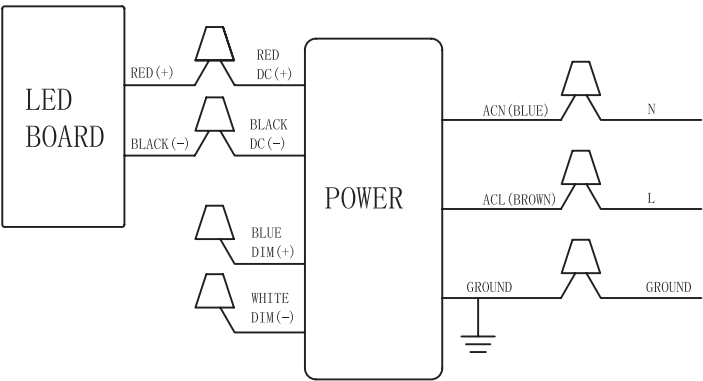 LED
BOARD
RED(+)
BLACK(-)
RED
DC(+)
BLACK
DC(-)
BLUE
DIM(+)
WHITE
DIM(-)
POWER
ACN(BLUE)
N
ACL(BROWN)
L
GROUND
GROUND